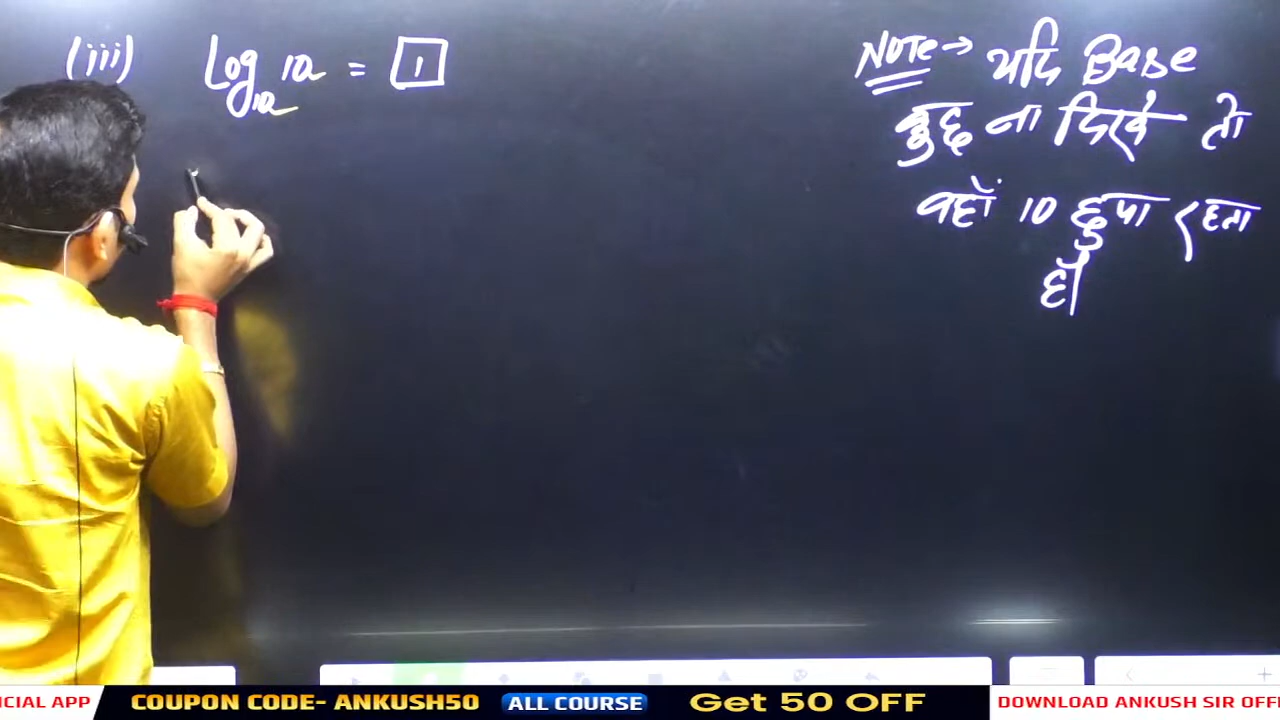 (iii) Log₁₀ 10 = 1
NOTE → यदि Base
कुछ ना दिखे तो
वहाँ 10 छुपा रहता
हैं
ICIAL APP
COUPON CODE- ANKUSH50
ALL COURSE
Get 50 OFF
DOWNLOAD ANKUSH SIR OFF